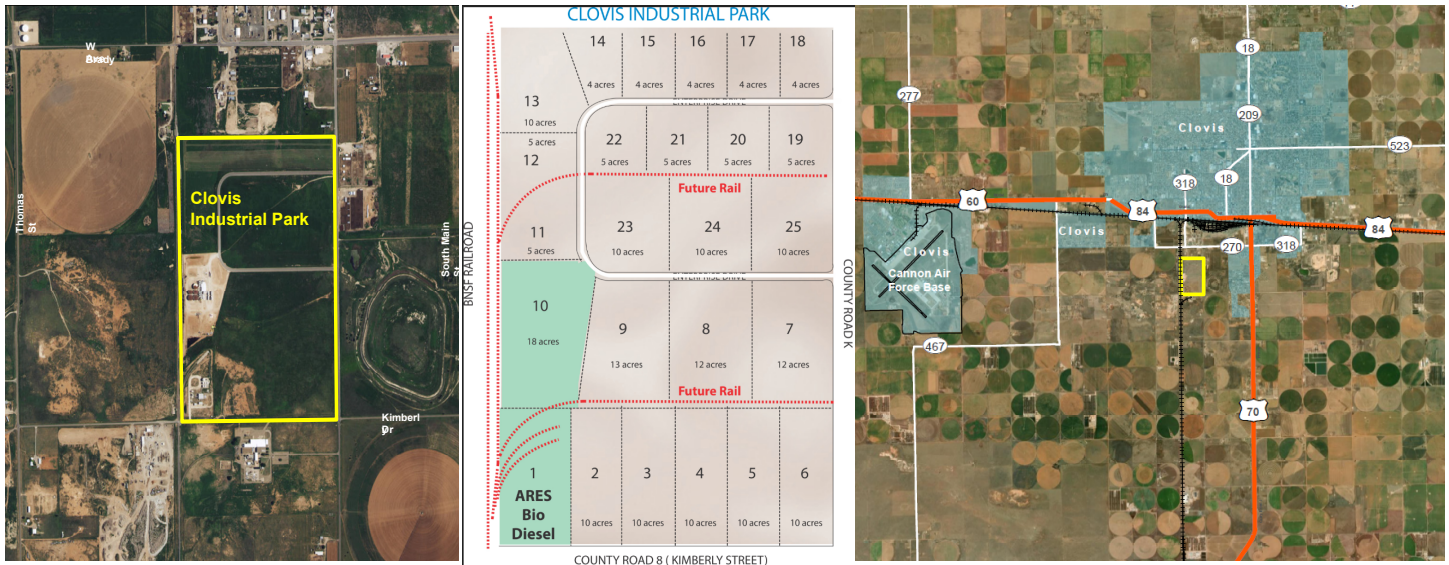 W
Ave
Brady
Thomas
St
Clovis
Industrial Park
South Main
St
Kimberl
y
Dr
CLOVIS INDUSTRIAL PARK
14
15
16
17
18
4 acres
4 acres
4 acres
4 acres
4 acres
ENTERPRISE DRIVE
13
10 acres
5 acres
12
22
21
20
19
5 acres
5 acres
5 acres
5 acres
Future Rail
11
5 acres
23
24
25
10 acres
10 acres
10 acres
ENTERPRISE DRIVE
BNSF RAILROAD
COUNTY ROAD K
10
18 acres
9
8
7
13 acres
12 acres
12 acres
Future Rail
1
ARES
Bio
Diesel
2
3
4
5
6
10 acres
10 acres
10 acres
10 acres
10 acres
COUNTY ROAD 8 ( KIMBERLY STREET)
18
277
209
Clovis
523
318
18
60
84
84
Clovis
270
318
Clovis
Cannon Air
Force Base
467
70